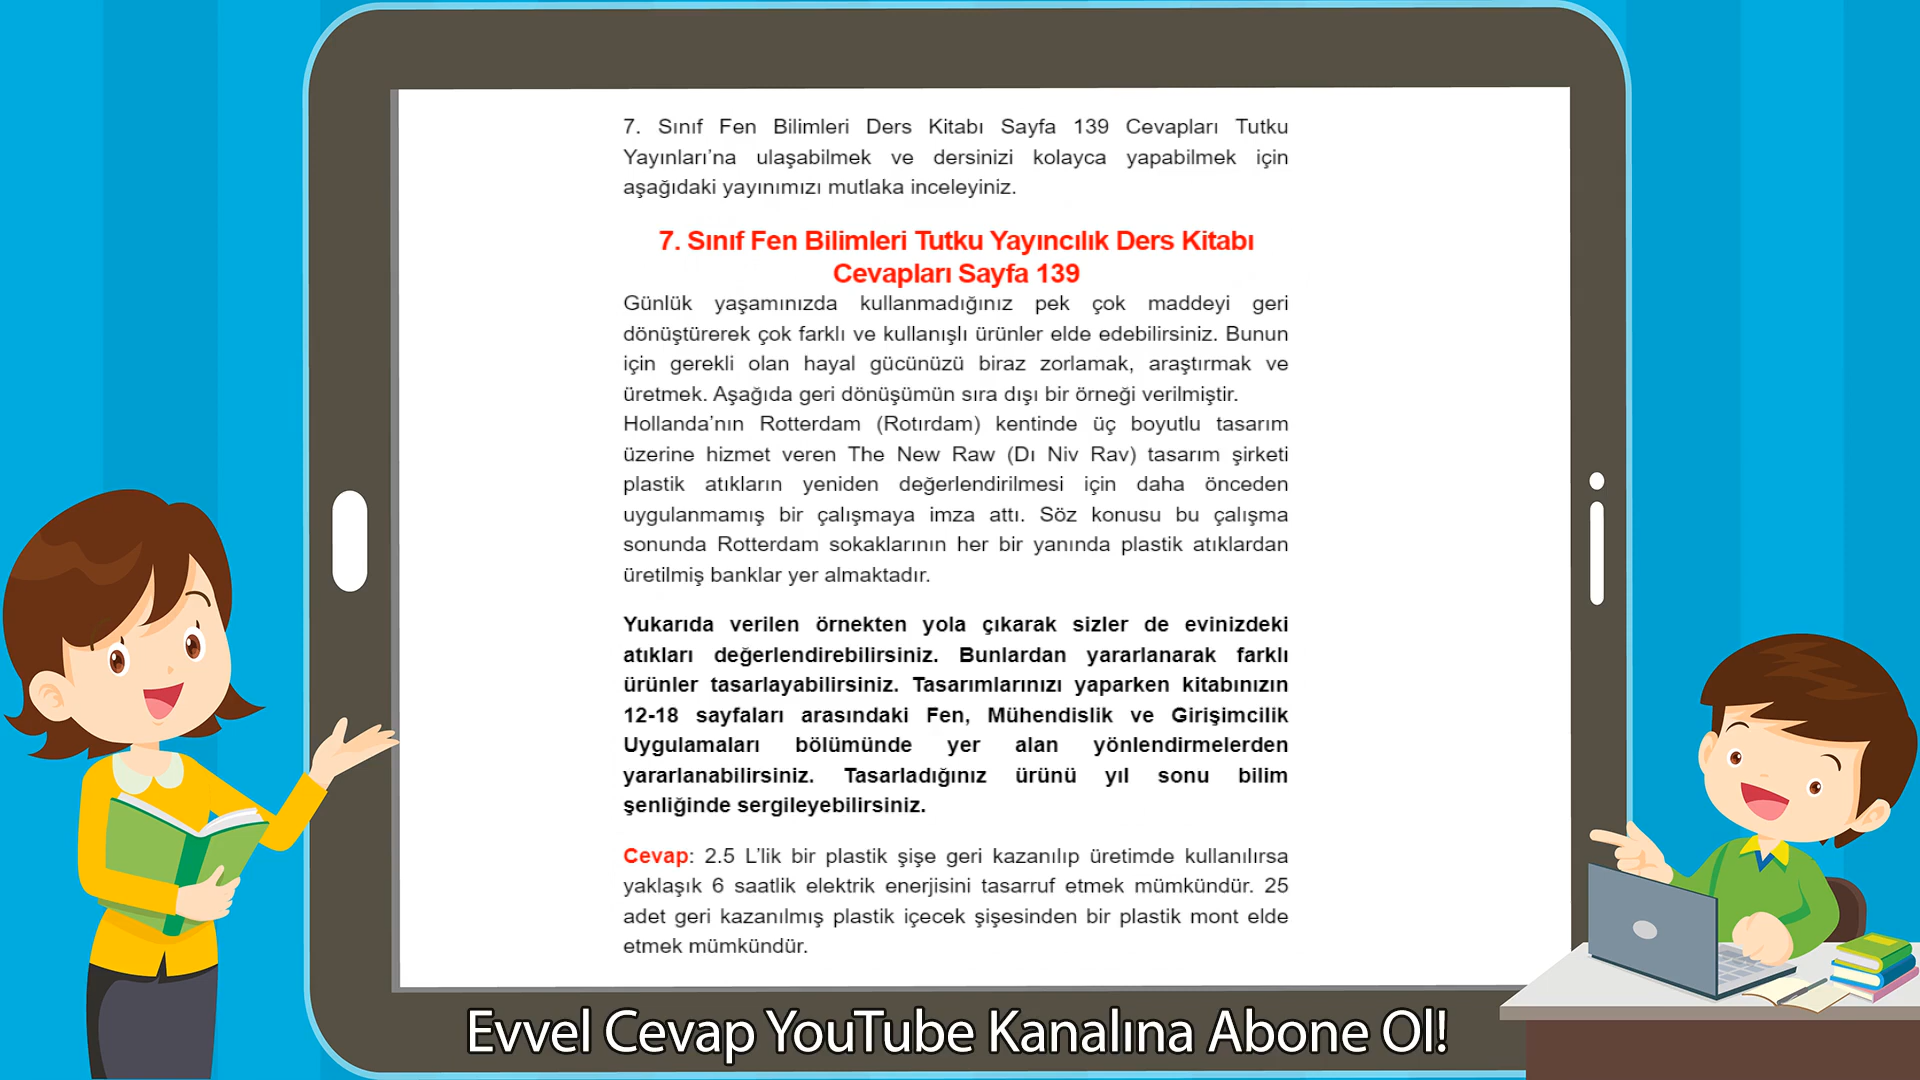 7. Sınıf Fen Bilimleri Ders Kitabı Sayfa 139 Cevapları Tutku
Yayınları’na ulaşabilmek ve dersinizi kolayca yapabilmek için
aşağıdaki yayınımızı mutlaka inceleyiniz.
7. Sınıf Fen Bilimleri Tutku Yayıncılık Ders Kitabı
Cevapları Sayfa 139
Günlük yaşamınızda kullanmadığınız pek çok maddeyi geri
dönüştürerek çok farklı ve kullanışlı ürünler elde edebilirsiniz. Bunun
için gerekli olan hayal gücünüzü biraz zorlamak, araştırmak ve
üretmek. Aşağıda geri dönüşümün sıra dışı bir örneği verilmiştir.
Hollanda’nın Rotterdam (Rotırdam) kentinde üç boyutlu tasarım
üzerine hizmet veren The New Raw (Dı Niv Rav) tasarım şirketi
plastik atıkların yeniden değerlendirilmesi için daha önceden
uygulanmamış bir çalışmaya imza attı. Söz konusu bu çalışma
sonunda Rotterdam sokaklarının her bir yanında plastik atıklardan
üretilmiş banklar yer almaktadır.
Yukarıda verilen örnekten yola çıkarak sizler de evinizdeki
atıkları değerlendirebilirsiniz. Bunlardan yararlanarak farklı
ürünler tasarlayabilirsiniz. Tasarımlarınızı yaparken kitabınızın
12-18 sayfaları arasındaki Fen, Mühendislik ve Girişimcilik
Uygulamaları bölümünde yer alan yönlendirmelerden
yararlanabilirsiniz. Tasarladığınız ürünü yıl sonu bilim
şenliğinde sergileyebilirsiniz.
Cevap: 2.5 L’lik bir plastik şişe geri kazanılıp üretimde kullanılırsa
yaklaşık 6 saatlik elektrik enerjisini tasarruf etmek mümkündür. 25
adet geri kazanılmış plastik içecek şişesinden bir plastik mont elde
etmek mümkündür.
Evvel Cevap YouTube Kanalına Abone Ol!